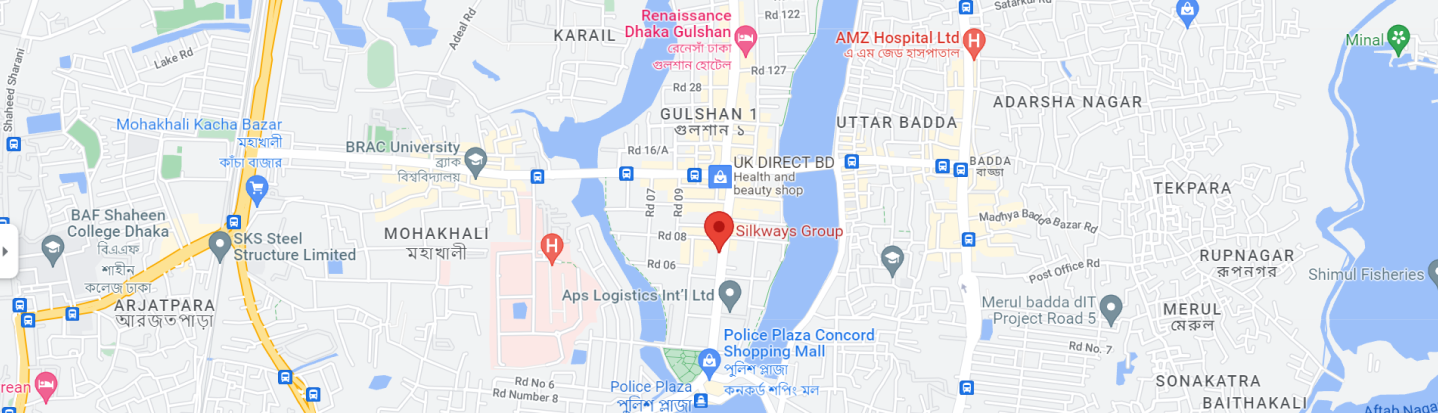 Shaheed Sharani
Lake Rd
Adeal Rd
KARAIL
Renaissance
Dhaka Gulshan
রেনেসাঁ ঢাকা
গুলশান হোটেল
Rd 122
Rd 127
Rd 28
AMZ Hospital Ltd
এ এম জেড হাসপাতাল
Satarkul Rd
Minal
ADARSHA NAGAR
GULSHAN 1
গুলশান ১
UTTAR BADDA
Mohakhali Kacha Bazar
মহাখালী
কাঁচা বাজার
BRAC University
ব্র্যাক
বিশ্ববিদ্যালয়
Rd 16/A
UK DIRECT BD
Health and
beauty shop
BADDA
বাড্ডা
TEKPARA
Rd 07
Rd 09
Madhya Badda Bazar Rd
BAF Shaheen
College Dhaka
বিএএফ
শাহীন
কলেজ ঢাকা
SKS Steel
Structure Limited
MOHAKHALI
মহাখালী
H
Rd 08
Silkways Group
Rd 06
Post Office Rd
RUPNAGAR
রূপনগর
Shimul Fisheries
ARJATPARA
আরজতপাড়া
Aps Logistics Int'l Ltd
Merul badda dIT
Project Road 5
MERUL
মেরুল
Police Plaza Concord
Shopping Mall
পুলিশ প্লাজা
কনকর্ড শপিং মল
Rd No. 7
rean
Rd No 6
Rd Number 8
Police Plaza
পুলিশ প্লাজা
SONAKATRA
BAITHAKALI
Aftab Nagar